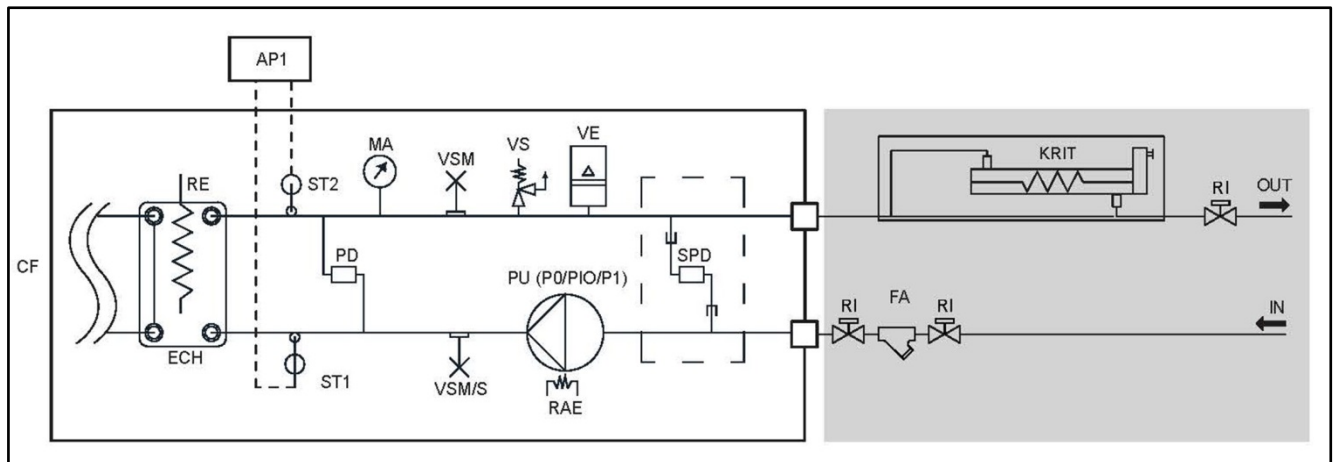 AP1
MA
VSM
VS
VE
KRIT
RE
ST2
RI
OUT
CF
PD
SPD
PU (P0/PIO/P1)
RI
FA
RI
IN
ECH
ST1
VSM/S
RAE